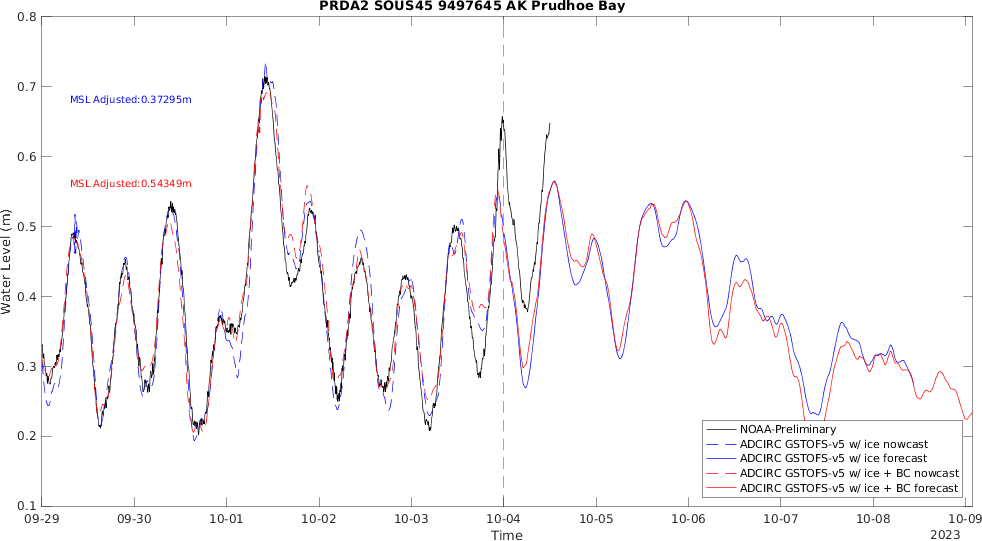 PRDA2 SOUS45 9497645 AK Prudhoe Bay
0.8
0.7
0.6
0.5
0.4
0.3
0.2
0.1
Water Level (m)
MSL Adjusted:0.37295m
MSL Adjusted:0.54349m
NOAA-Preliminary
ADCIRC GSTOFS-v5 w/ ice nowcast
ADCIRC GSTOFS-v5 w/ ice forecast
ADCIRC GSTOFS-v5 w/ ice + BC nowcast
ADCIRC GSTOFS-v5 w/ ice + BC forecast
09-29 09-30 10-01 10-02 10-03 10-04 10-05 10-06 10-07 10-08 10-09
Time
2023